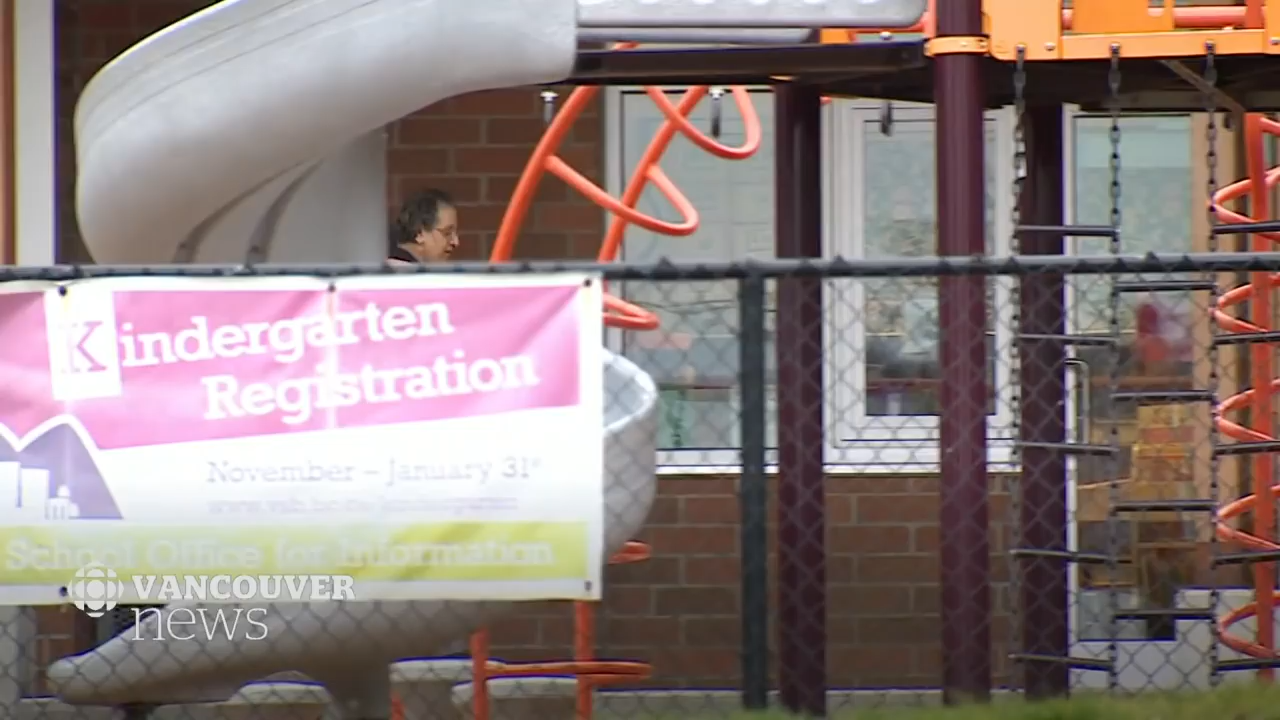 Kindergarten
Registration
November – January 31st
School Office for Information
VANCOUVER
news